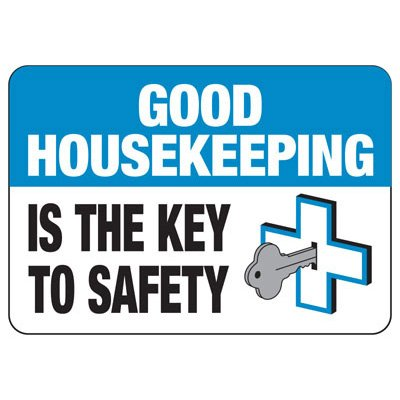 GOOD
HOUSEKEEPING
IS THE KEY
TO SAFETY